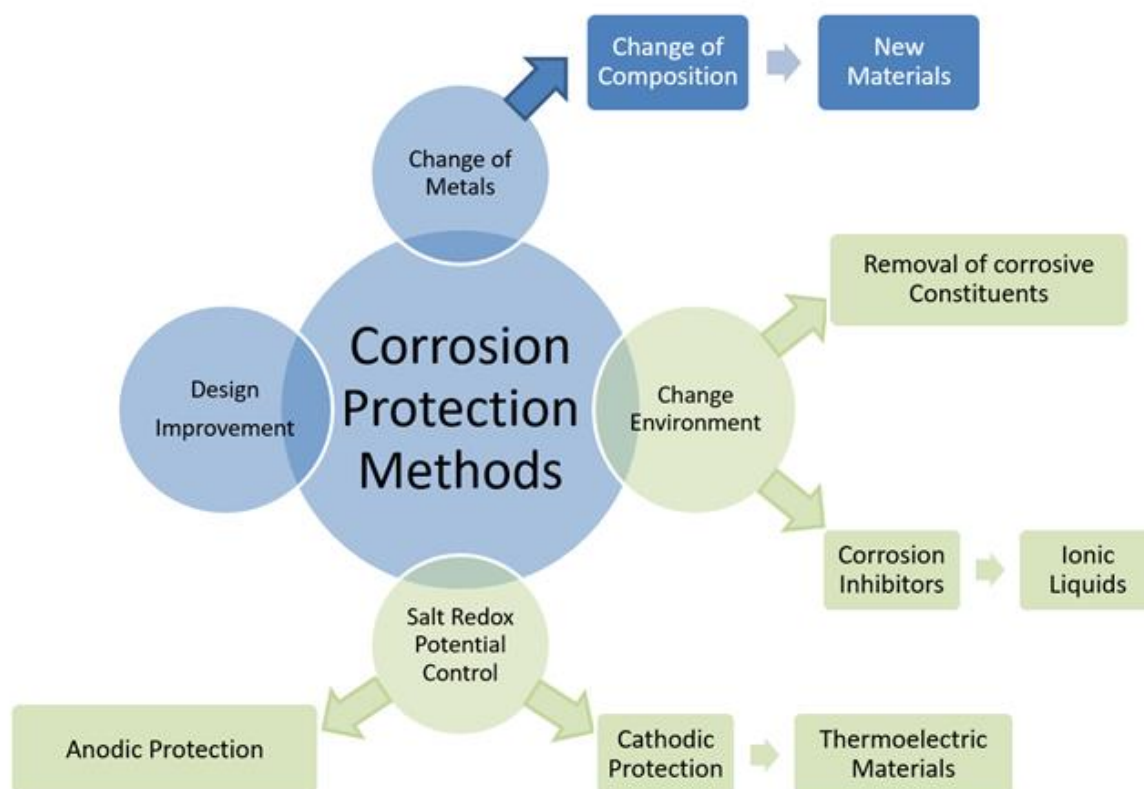 Change of
Composition
New
Materials
Change of
Metals
Removal of corrosive
Constituents
Corrosion
Protection
Methods
Design
Improvement
Change
Environment
Corrosion
Inhibitors
Ionic
Liquids
Salt Redox
Potential
Control
Anodic Protection
Cathodic
Protection
Thermoelectric
Materials